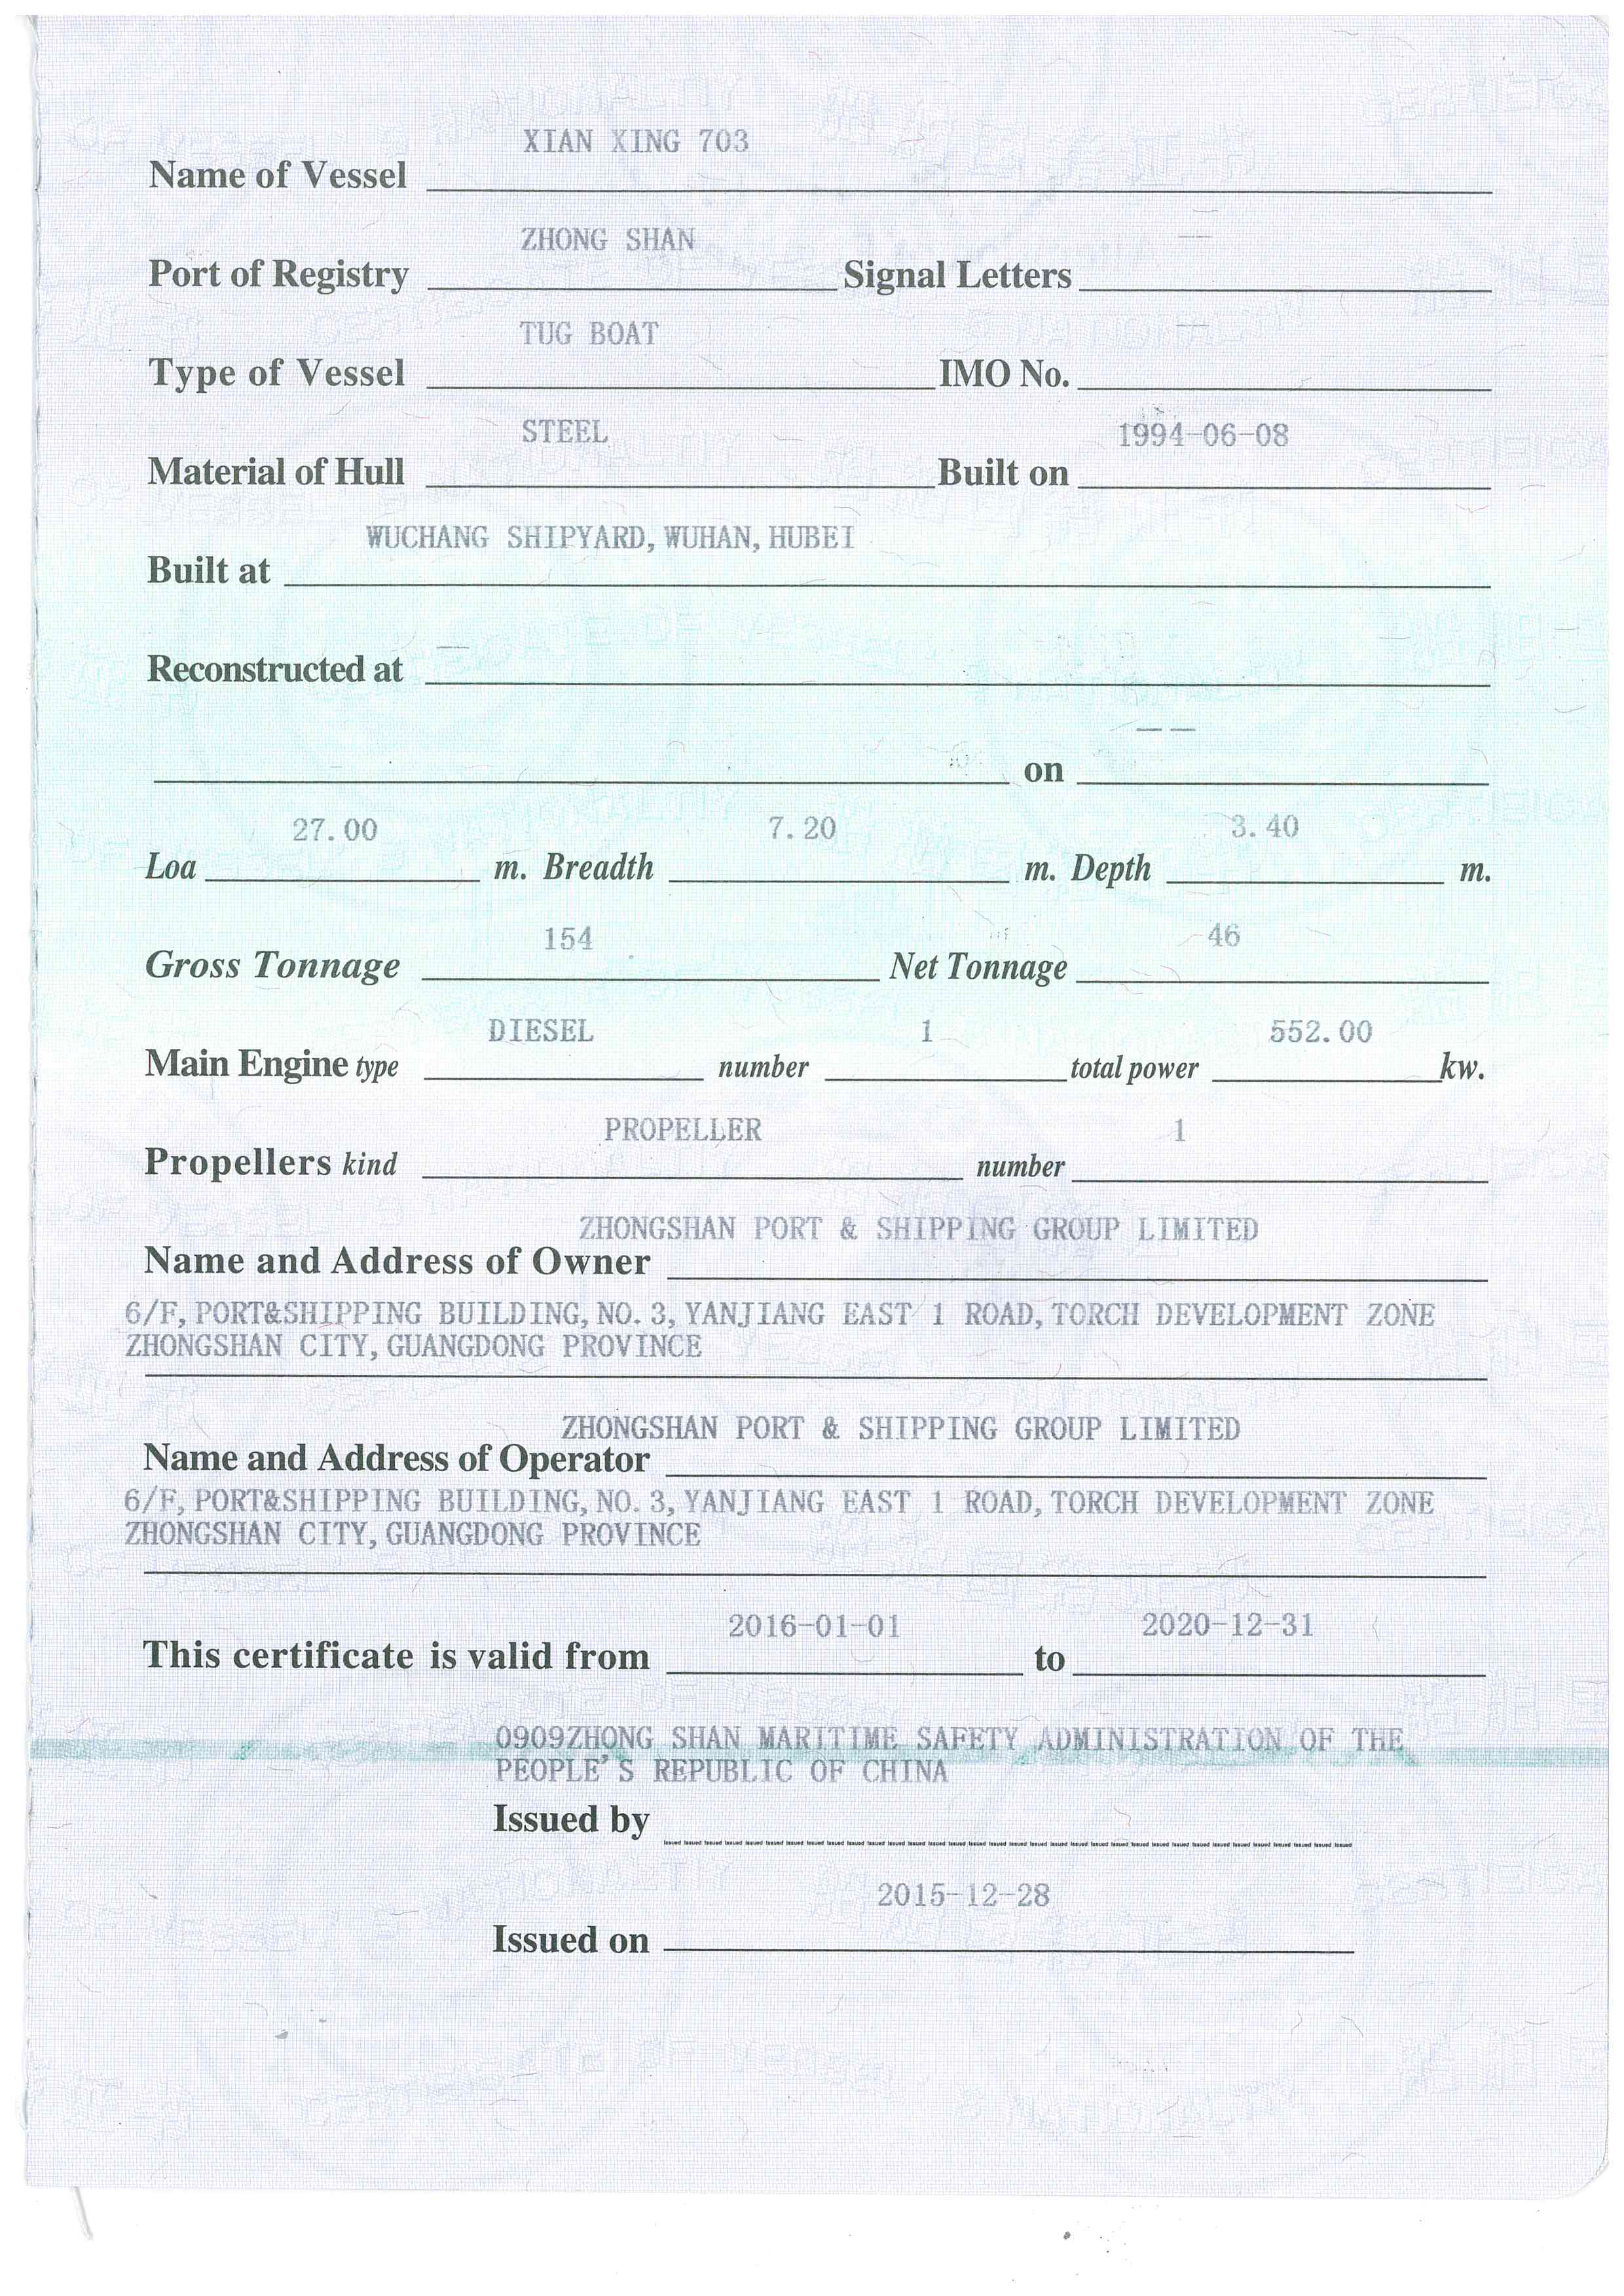 XIAN XING 703
Name of Vessel
ZHONG SHAN —
Port of Registry Signal Letters
TUG BOAT —
Type of Vessel IMO No.
STEEL 1994-06-08
Material of Hull Built on
WUCHANG SHIPYARD, WUHAN, HUBEI
Built at
—
Reconstructed at
— —
on
27.00 7.20 3.40
Loa m. Breadth m. Depth m.
154 46
Gross Tonnage Net Tonnage
DIESEL 1 552.00
Main Engine type number total power kw.
PROPELLER 1
Propellers kind number
ZHONGSHAN PORT & SHIPPING GROUP LIMITED
Name and Address of Owner
6/F, PORT&SHIPPING BUILDING, NO. 3, YANJIANG EAST 1 ROAD, TORCH DEVELOPMENT ZONE
ZHONGSHAN CITY, GUANGDONG PROVINCE
ZHONGSHAN PORT & SHIPPING GROUP LIMITED
Name and Address of Operator
6/F, PORT&SHIPPING BUILDING, NO. 3, YANJIANG EAST 1 ROAD, TORCH DEVELOPMENT ZONE
ZHONGSHAN CITY, GUANGDONG PROVINCE
2016-01-01 2020-12-31
This certificate is valid from to
0909ZHONG SHAN MARITIME SAFETY ADMINISTRATION OF THE
PEOPLE'S REPUBLIC OF CHINA
Issued by
2015-12-28
Issued on